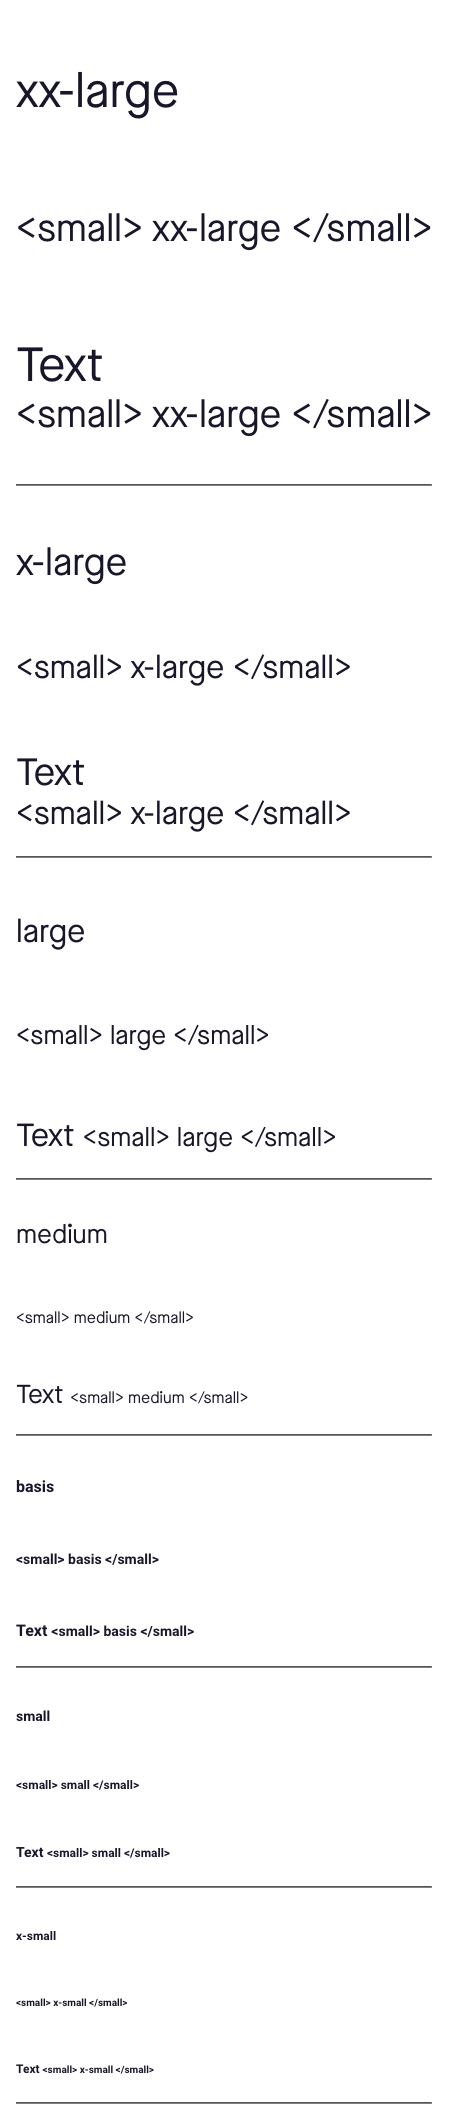 xx-large
<small> xx-large </small>
Text
<small> xx-large </small>
x-large
<small> x-large </small>
Text
<small> x-large </small>
large
<small> large </small>
Text <small> large </small>
medium
<small> medium </small>
Text <small> medium </small>
basis
<small> basis </small>
Text <small> basis </small>
small
<small> small </small>
Text <small> small </small>
x-small
<small> x-small </small>
Text <small> x-small </small>